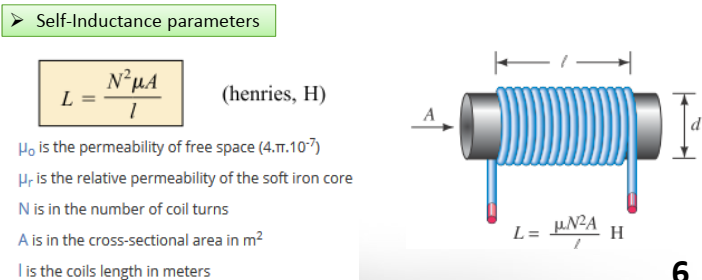 ➤ Self-Inductance parameters
L = N²μA / l (henries, H)
μₒ is the permeability of free space (4.π.10⁻⁷)
μᵣ is the relative permeability of the soft iron core
N is in the number of coil turns
A is in the cross-sectional area in m²
l is the coils length in meters
l
A
d
L = μN²A / l H
6